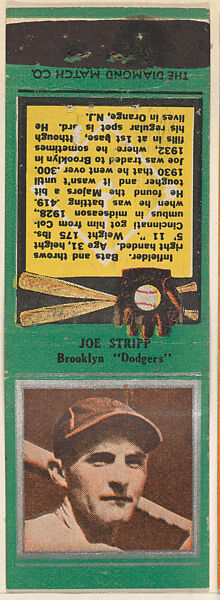 THE DIAMOND MATCH CO.
Infielder. Bats and throws
right handed. Age 31, height
5' 11". Weight 175 lbs.
Cincinnati got him from Col-
umbus in midseason 1928,
when he was batting .419.
He found the Majors a bit
tougher and it wasn't until
1930 that he went over .300.
Joe was traded to Brooklyn in
1932, where he sometimes
fills in at 1st base, though
his regular spot is 3rd. He
lives in Orange, N.J.
JOE STRIPP
Brooklyn "Dodgers"